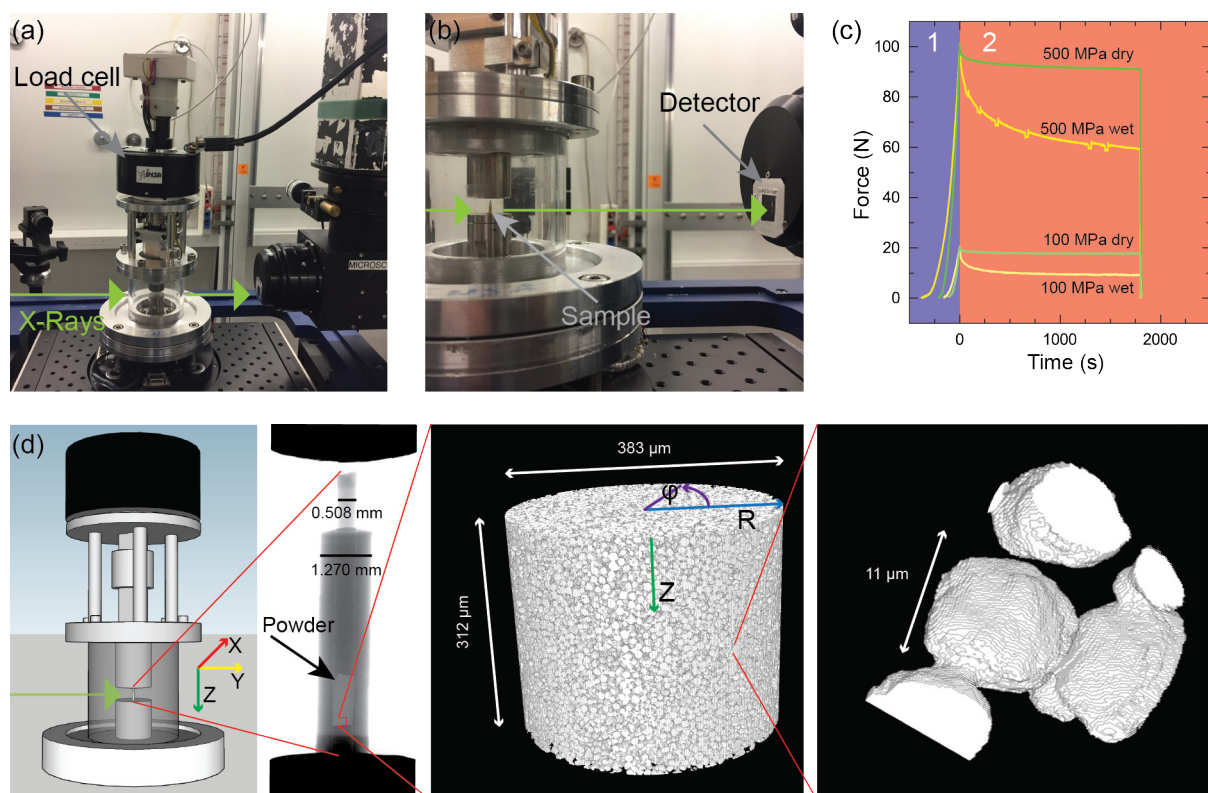 (a)
Load cell
MICROSC
X-Rays
(b)
Detector
Sample
(c)
1
2
500 MPa dry
500 MPa wet
100 MPa dry
100 MPa wet
100
80
60
40
20
0
Force (N)
0
1000
2000
Time (s)
(d)
X
Y
Z
0.508 mm
1.270 mm
Powder
383 µm
φ
R
Z
312 µm
11 µm